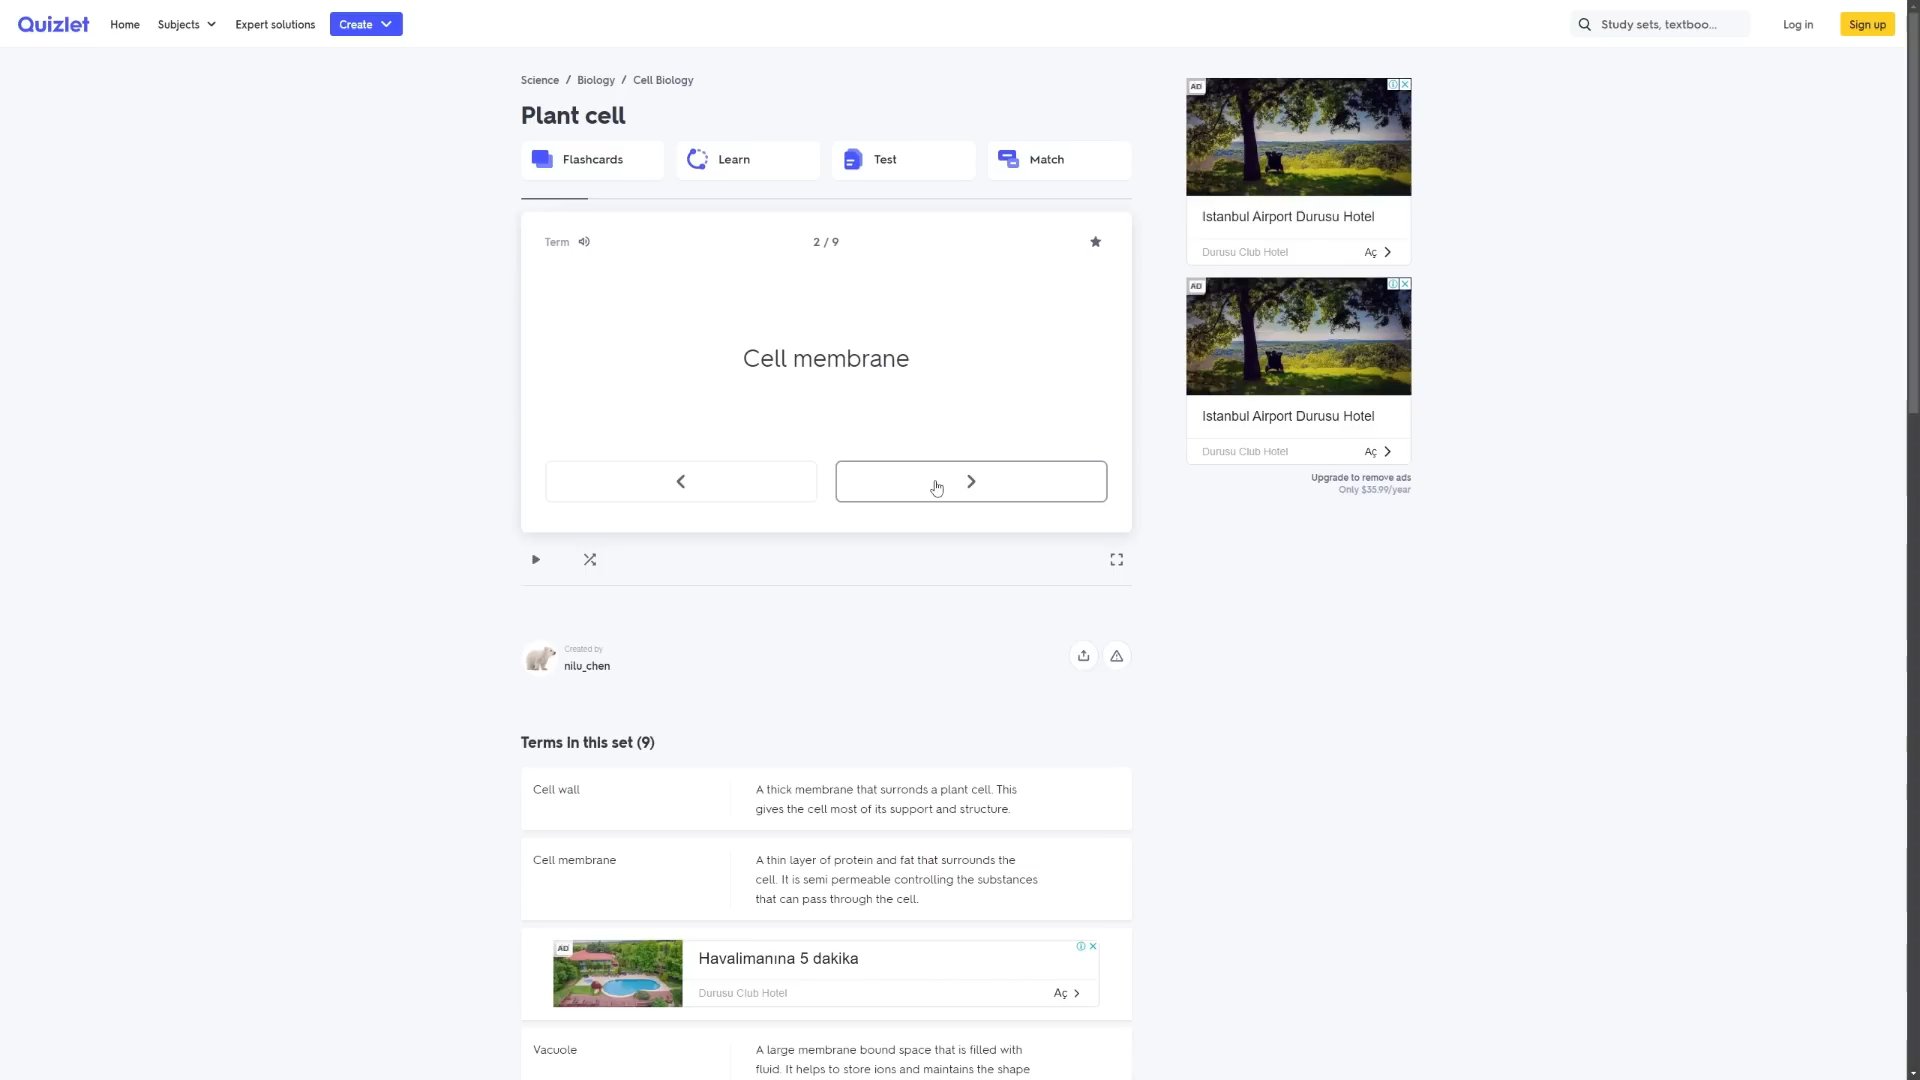 Quizlet
Home
Subjects
Expert solutions
Create
Study sets, textboo...
Log in
Sign up
Science / Biology / Cell Biology
Plant cell
Flashcards
Learn
Test
Match
Term
2 / 9
Cell membrane
AD
Istanbul Airport Durusu Hotel
Durusu Club Hotel
Aç
AD
Istanbul Airport Durusu Hotel
Durusu Club Hotel
Aç
Upgrade to remove ads
Only $35.99/year
Created by
nilu_chen
Terms in this set (9)
Cell wall
A thick membrane that surronds a plant cell. This
gives the cell most of its support and structure.
Cell membrane
A thin layer of protein and fat that surrounds the
cell. It is semi permeable controlling the substances
that can pass through the cell.
AD
Havalimanına 5 dakika
Durusu Club Hotel
Aç
Vacuole
A large membrane bound space that is filled with
fluid. It helps to store ions and maintains the shape